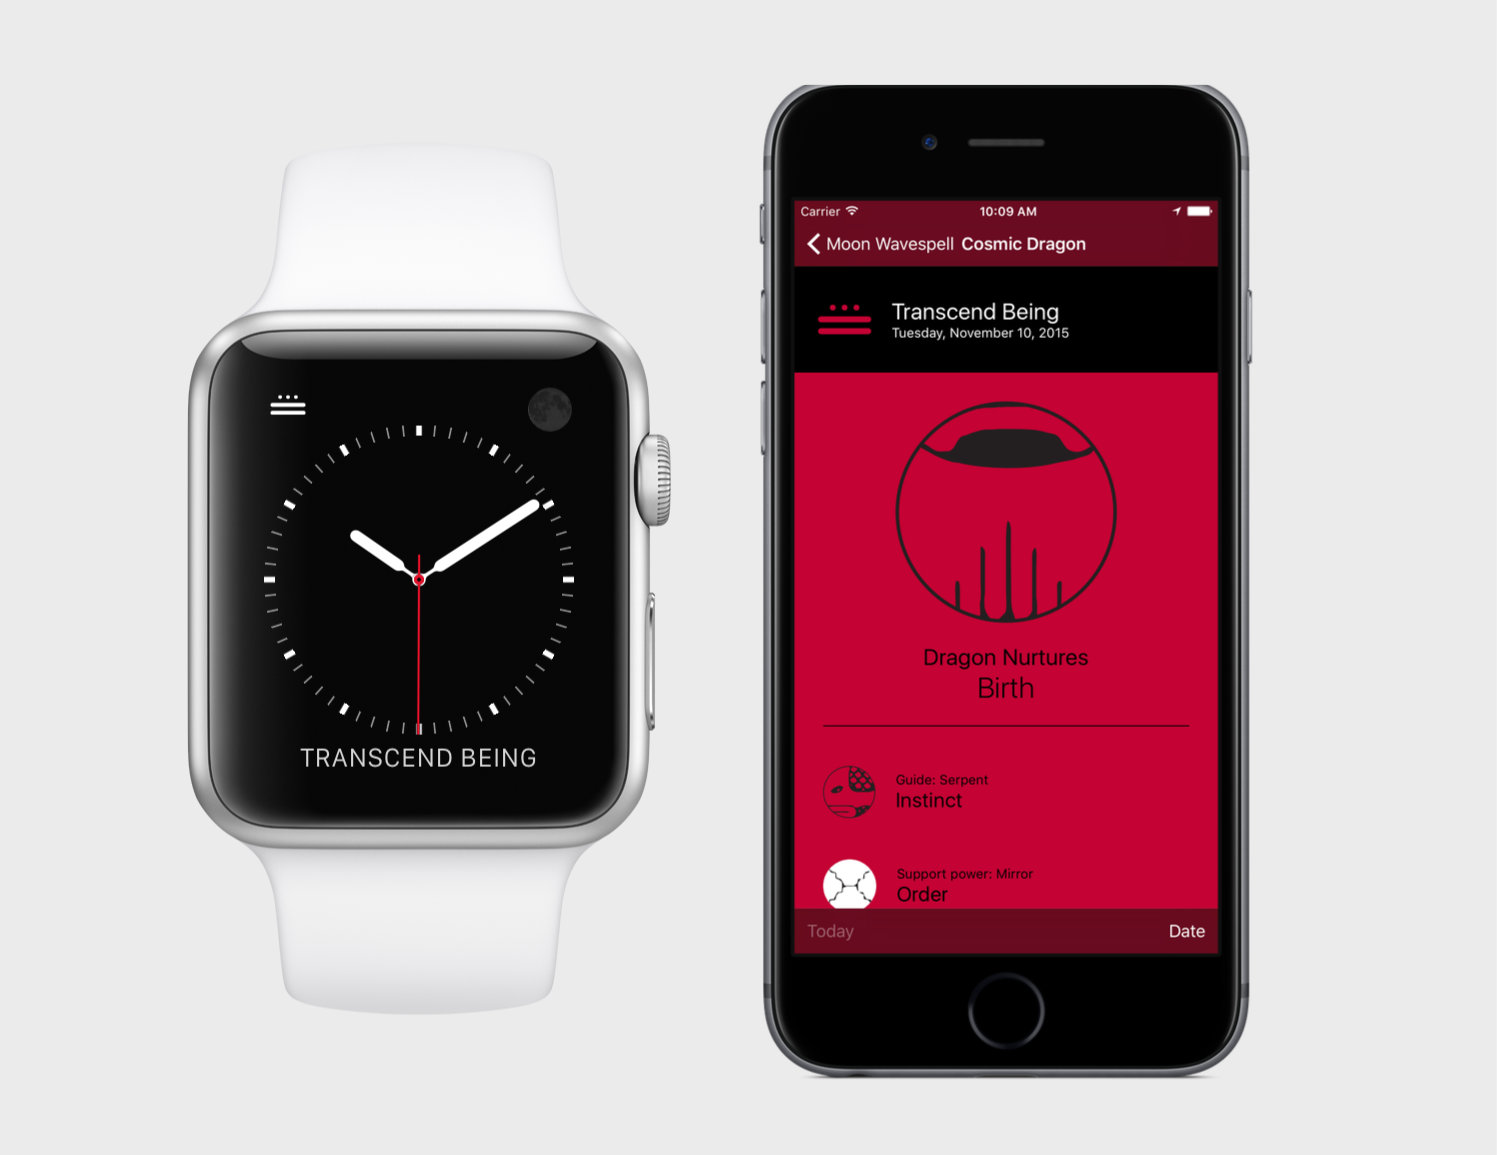 TRANSCEND BEING
Carrier
10:09 AM
Moon Wavespell Cosmic Dragon
Transcend Being
Tuesday, November 10, 2015
Dragon Nurtures
Birth
Guide: Serpent
Instinct
Support power: Mirror
Order
Today Date